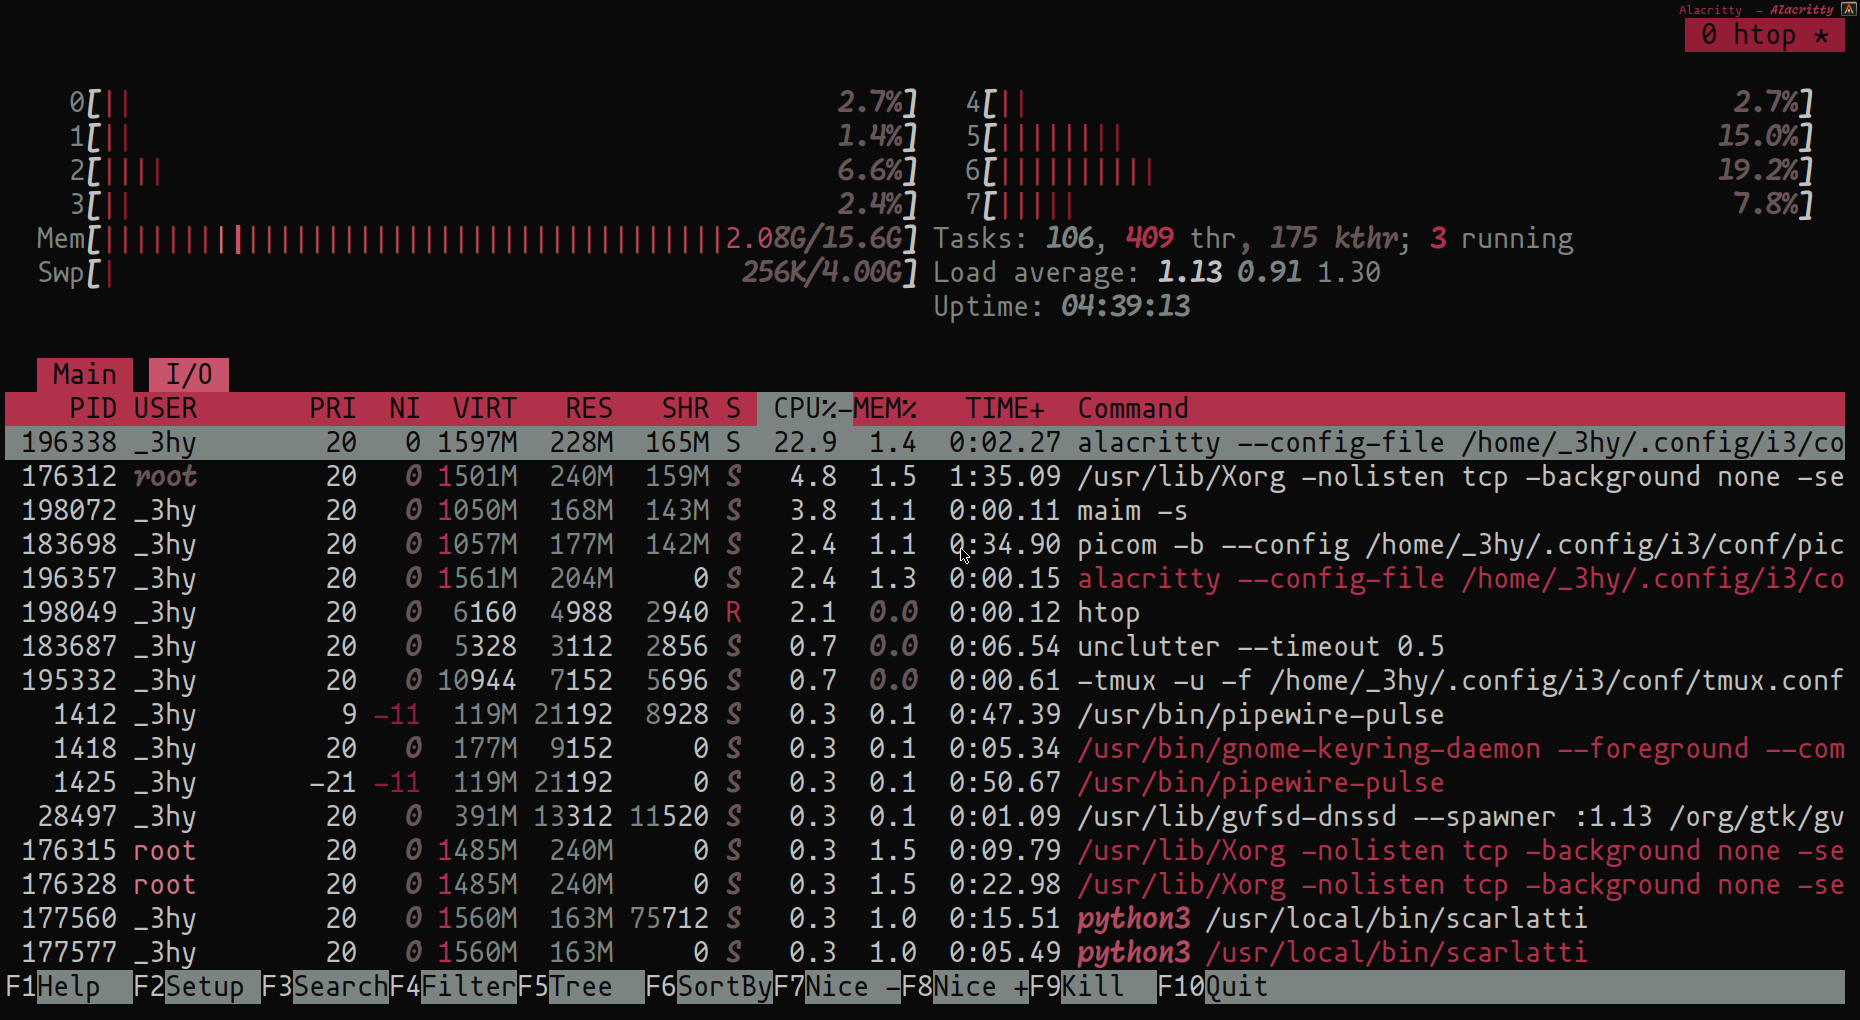 Alacritty - Alacritty
0 htop *
0[|| 2.7%] 4[|| 2.7%]
1[|| 1.4%] 5[|||||||| 15.0%]
2[|||| 6.6%] 6[|||||||||| 19.2%]
3[|| 2.4%] 7[||||| 7.8%]
Mem[|||||||||||||||||||||||||||||||||||||||2.08G/15.6G] Tasks: 106, 409 thr, 175 kthr; 3 running
Swp[| 256K/4.00G] Load average: 1.13 0.91 1.30
Uptime: 04:39:13
Main I/O
PID USER PRI NI VIRT RES SHR S CPU%-MEM% TIME+ Command
196338 _3hy 20 0 1597M 228M 165M S 22.9 1.4 0:02.27 alacritty --config-file /home/_3hy/.config/i3/co
176312 root 20 0 1501M 240M 159M S 4.8 1.5 1:35.09 /usr/lib/Xorg -nolisten tcp -background none -se
198072 _3hy 20 0 1050M 168M 143M S 3.8 1.1 0:00.11 maim -s
183698 _3hy 20 0 1057M 177M 142M S 2.4 1.1 0:34.90 picom -b --config /home/_3hy/.config/i3/conf/pic
196357 _3hy 20 0 1561M 204M 0 S 2.4 1.3 0:00.15 alacritty --config-file /home/_3hy/.config/i3/co
198049 _3hy 20 0 6160 4988 2940 R 2.1 0.0 0:00.12 htop
183687 _3hy 20 0 5328 3112 2856 S 0.7 0.0 0:06.54 unclutter --timeout 0.5
195332 _3hy 20 0 10944 7152 5696 S 0.7 0.0 0:00.61 -tmux -u -f /home/_3hy/.config/i3/conf/tmux.conf
1412 _3hy 9 -11 119M 21192 8928 S 0.3 0.1 0:47.39 /usr/bin/pipewire-pulse
1418 _3hy 20 0 177M 9152 0 S 0.3 0.1 0:05.34 /usr/bin/gnome-keyring-daemon --foreground --com
1425 _3hy -21 -11 119M 21192 0 S 0.3 0.1 0:50.67 /usr/bin/pipewire-pulse
28497 _3hy 20 0 391M 13312 11520 S 0.3 0.1 0:01.09 /usr/lib/gvfsd-dnssd --spawner :1.13 /org/gtk/gv
176315 root 20 0 1485M 240M 0 S 0.3 1.5 0:09.79 /usr/lib/Xorg -nolisten tcp -background none -se
176328 root 20 0 1485M 240M 0 S 0.3 1.5 0:22.98 /usr/lib/Xorg -nolisten tcp -background none -se
177560 _3hy 20 0 1560M 163M 75712 S 0.3 1.0 0:15.51 python3 /usr/local/bin/scarlatti
177577 _3hy 20 0 1560M 163M 0 S 0.3 1.0 0:05.49 python3 /usr/local/bin/scarlatti
F1Help F2Setup F3SearchF4FilterF5Tree F6SortByF7Nice -F8Nice +F9Kill F10Quit